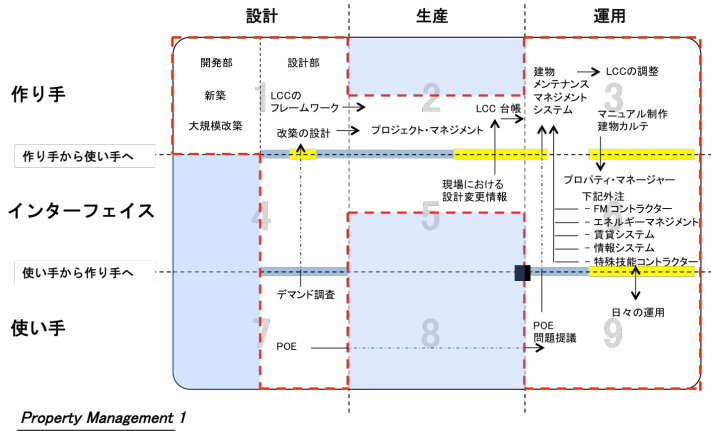 設計
生産
運用
作り手
開発部
設計部
新築
大規模改築
LCCの
フレームワーク
改築の設計
プロジェクト・マネジメント
LCC 台帳
建物
メンテナンス
マネジメント
システム
LCCの調整
マニュアル制作
建物カルテ
1
2
3
作り手から使い手へ
インターフェイス
現場における
設計変更情報
プロパティ・マネージャー
下記外注
－FMコントラクター
－エネルギーマネジメント
－賃貸システム
－情報システム
－特殊技能コントラクター
4
5
6
使い手から作り手へ
使い手
デマンド調査
POE
POE
問題提議
日々の運用
7
8
9
Property Management 1